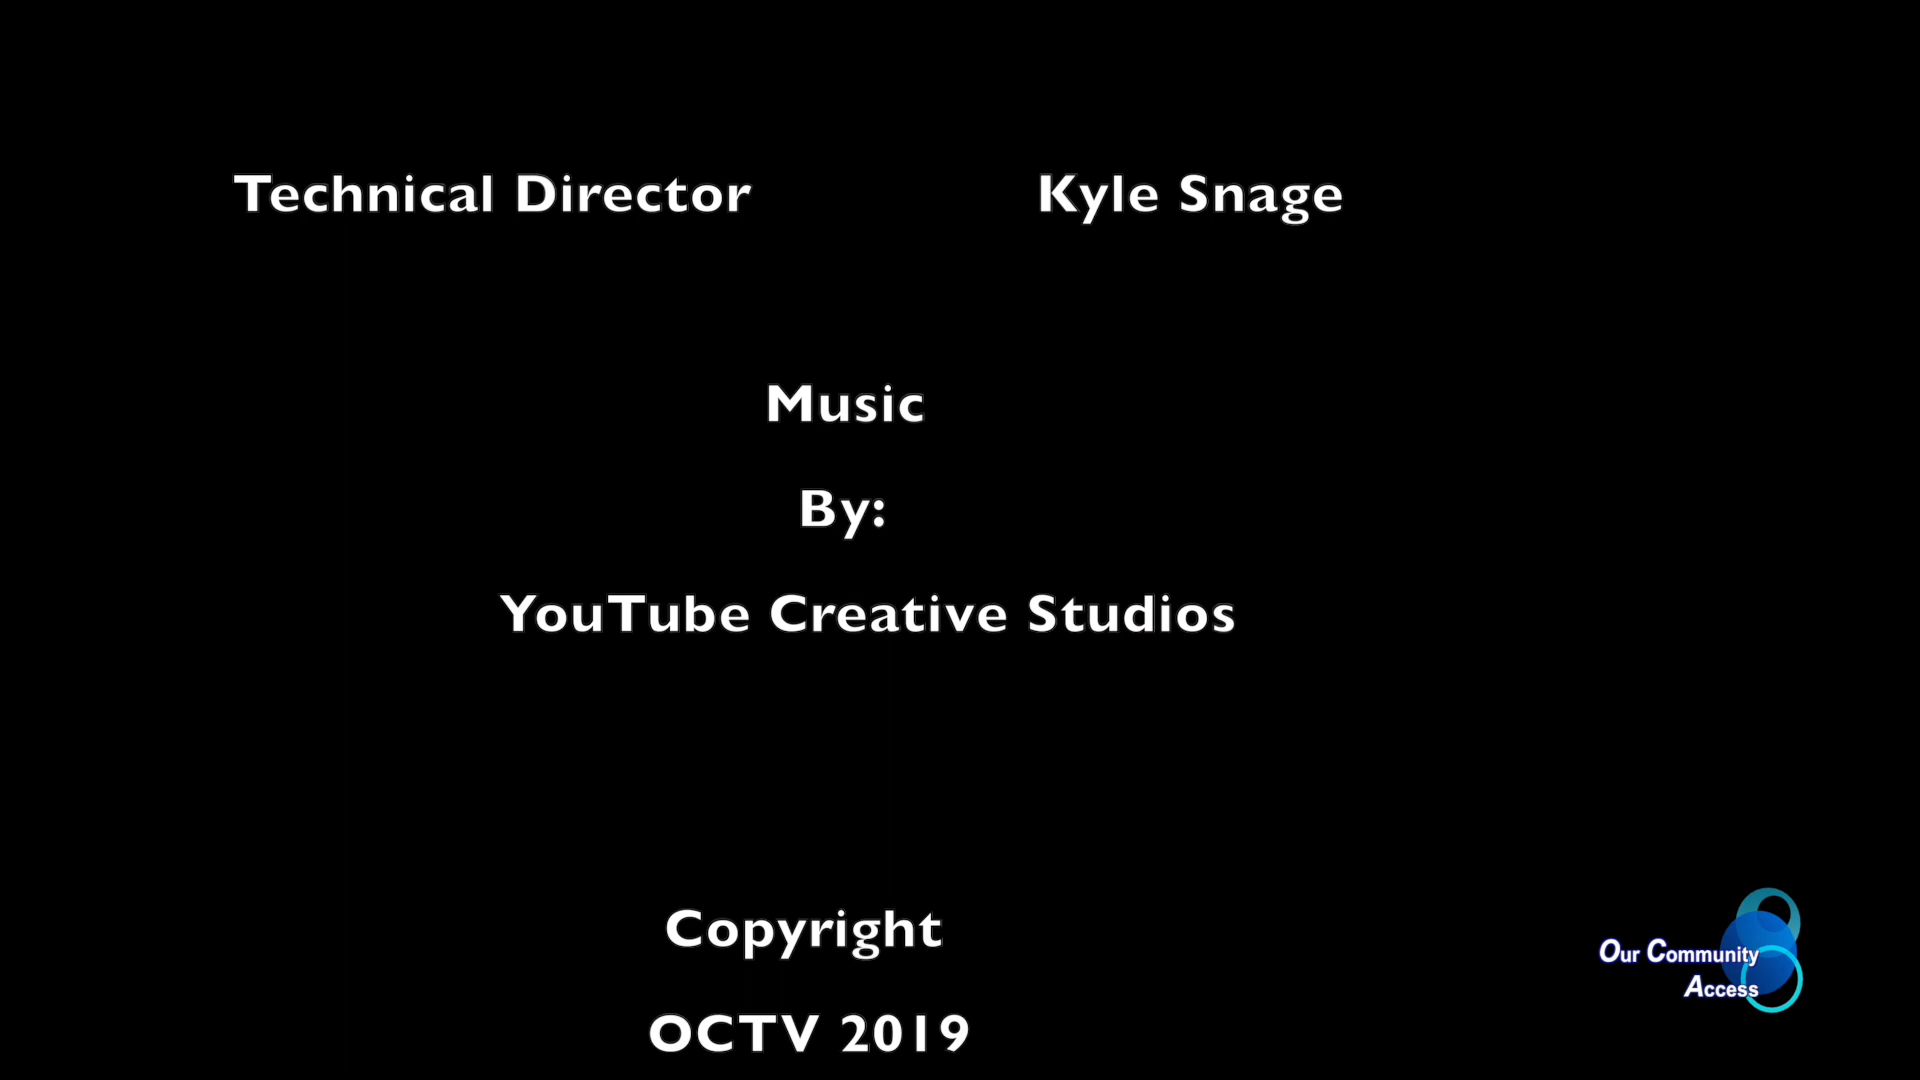 Technical Director Kyle Snage
Music
By:
YouTube Creative Studios
Copyright
OCTV 2019
Our Community
Access